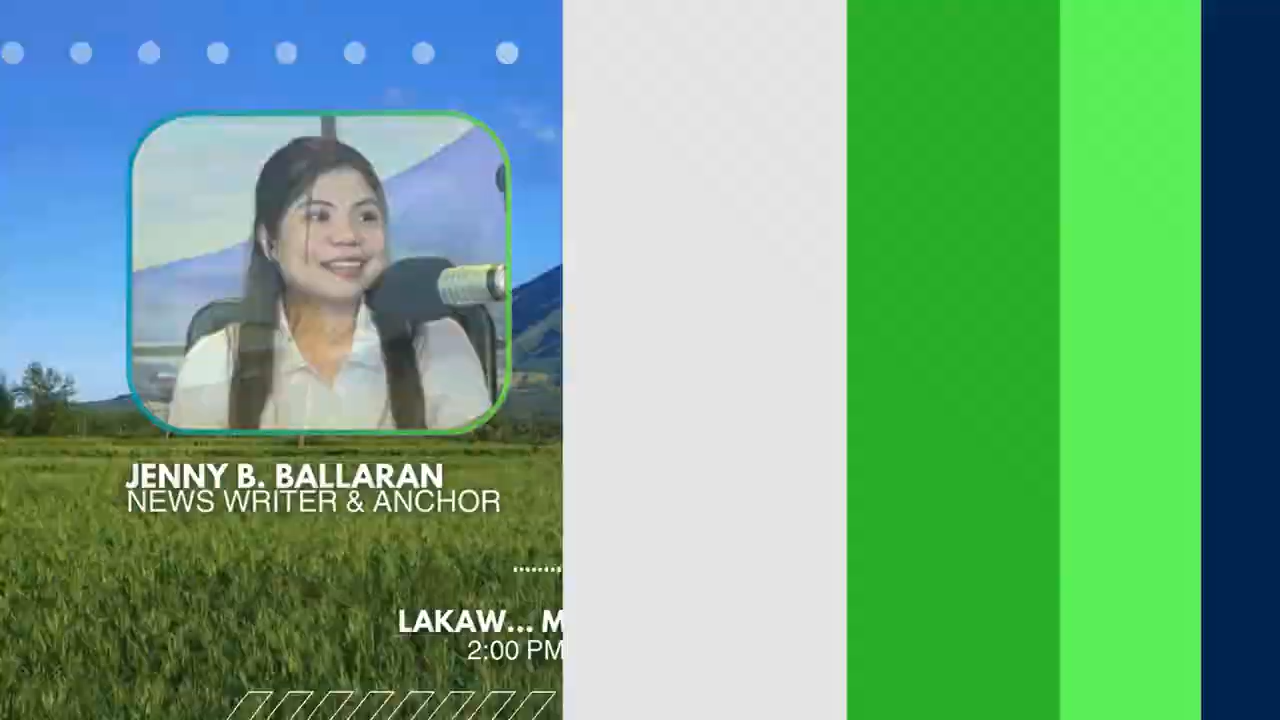 JENNY B. BALLARAN
NEWS WRITER & ANCHOR
LAKAW... M
2:00 PM